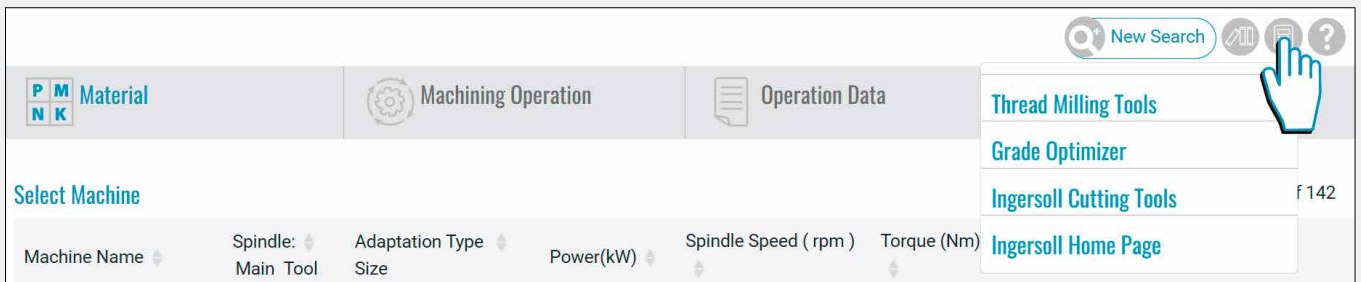 New Search
?
P M
N K
Material
Machining Operation
Operation Data
Thread Milling Tools
Grade Optimizer
Ingersoll Cutting Tools
Ingersoll Home Page
Select Machine
f 142
Machine Name
Spindle:
Main Tool
Adaptation Type
Size
Power(kW)
Spindle Speed ( rpm )
Torque (Nm)